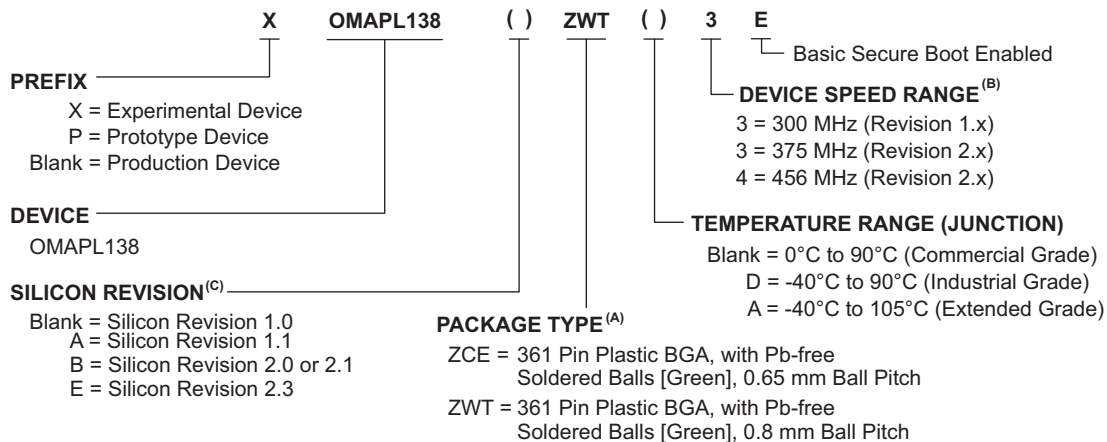 X OMAPL138 ( ) ZWT ( ) 3 E
Basic Secure Boot Enabled
PREFIX
X = Experimental Device
P = Prototype Device
Blank = Production Device
DEVICE SPEED RANGE(B)
3 = 300 MHz (Revision 1.x)
3 = 375 MHz (Revision 2.x)
4 = 456 MHz (Revision 2.x)
DEVICE
OMAPL138
TEMPERATURE RANGE (JUNCTION)
Blank = 0°C to 90°C (Commercial Grade)
D = -40°C to 90°C (Industrial Grade)
A = -40°C to 105°C (Extended Grade)
SILICON REVISION(C)
Blank = Silicon Revision 1.0
A = Silicon Revision 1.1
B = Silicon Revision 2.0 or 2.1
E = Silicon Revision 2.3
PACKAGE TYPE(A)
ZCE = 361 Pin Plastic BGA, with Pb-free
Soldered Balls [Green], 0.65 mm Ball Pitch
ZWT = 361 Pin Plastic BGA, with Pb-free
Soldered Balls [Green], 0.8 mm Ball Pitch